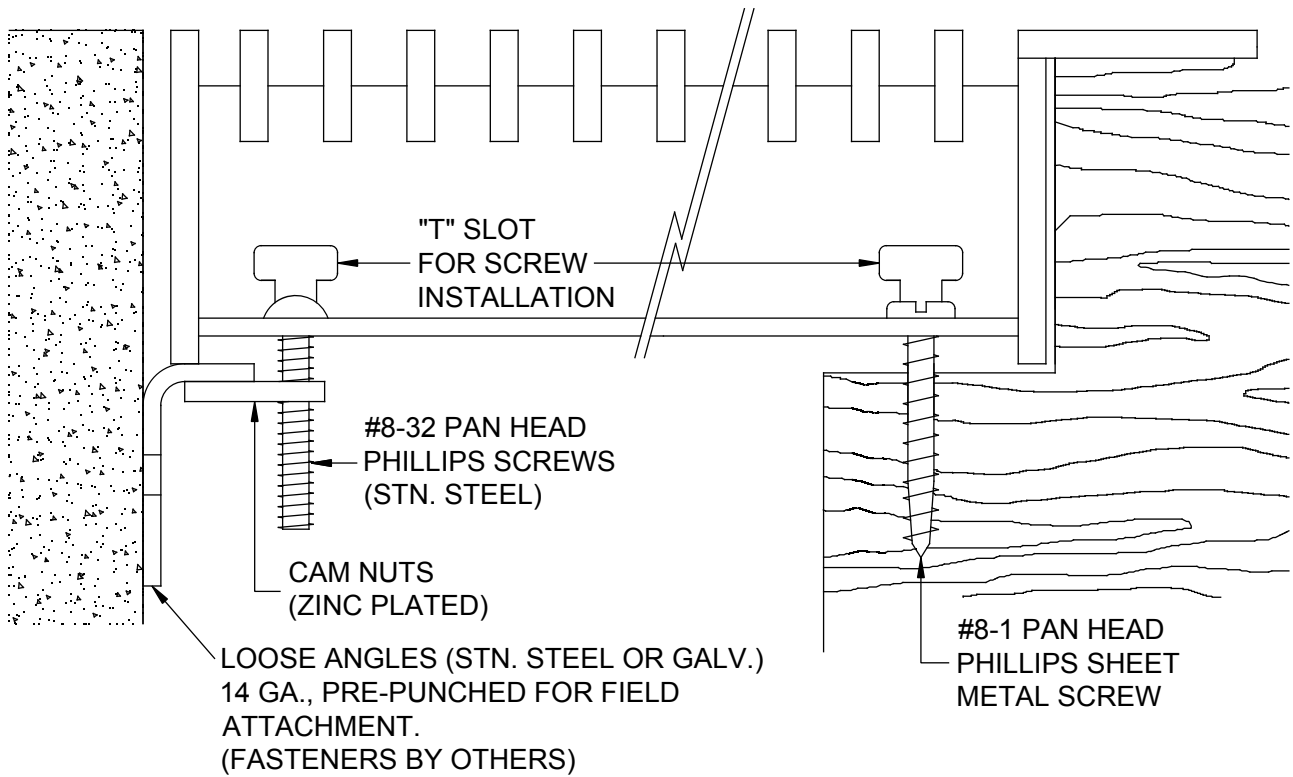 "T" SLOT
FOR SCREW
INSTALLATION
#8-32 PAN HEAD
PHILLIPS SCREWS
(STN. STEEL)
CAM NUTS
(ZINC PLATED)
LOOSE ANGLES (STN. STEEL OR GALV.)
14 GA., PRE-PUNCHED FOR FIELD
ATTACHMENT.
(FASTENERS BY OTHERS)
#8-1 PAN HEAD
PHILLIPS SHEET
METAL SCREW